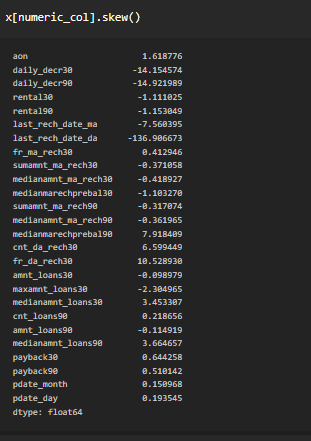 x[numeric_col].skew()
aon 1.618776
daily_decr30 -14.154574
daily_decr90 -14.921989
rental30 -1.111025
rental90 -1.153049
last_rech_date_ma -7.560395
last_rech_date_da -136.906673
fr_ma_rech30 0.412946
sumamnt_ma_rech30 -0.371058
medianamnt_ma_rech30 -0.418927
medianmarechprebal30 -1.103270
sumamnt_ma_rech90 -0.317074
medianamnt_ma_rech90 -0.361965
medianmarechprebal90 7.918409
cnt_da_rech30 6.599449
fr_da_rech30 10.528930
amnt_loans30 -0.098979
maxamnt_loans30 -2.304965
medianamnt_loans30 3.453307
cnt_loans90 0.218656
amnt_loans90 -0.114919
medianamnt_loans90 3.664657
payback30 0.644258
payback90 0.510142
pdate_month 0.150968
pdate_day 0.193545
dtype: float64